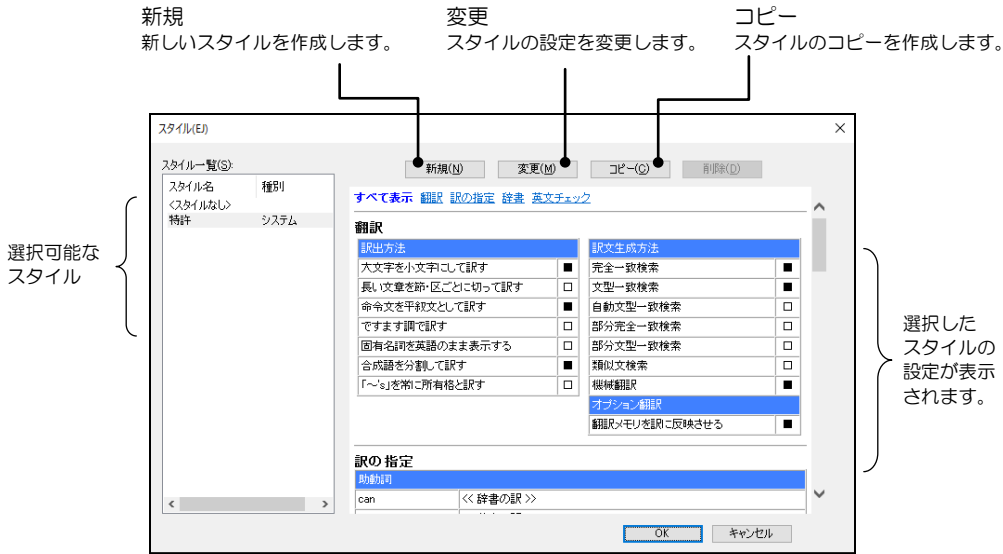 新規
新しいスタイルを作成します。
変更
スタイルの設定を変更します。
コピー
スタイルのコピーを作成します。
スタイル(EJ)
スタイル一覧(S):
新規(N)
変更(M)
コピー(C)
削除(D)
スタイル名 種別
<スタイルなし>
特許 システム
選択可能な
スタイル
すべて表示 翻訳 訳の指定 辞書 英文チェック
翻訳
訳出方法
大文字を小文字にして訳す ■
長い文章を節・区ごとに切って訳す □
命令文を平叙文として訳す ■
ですます調で訳す □
固有名詞を英語のまま表示する □
合成語を分割して訳す ■
「~'s」を常に所有格と訳す □
訳文生成方法
完全一致検索 ■
文型一致検索 ■
自動文型一致検索 □
部分完全一致検索 □
部分文型一致検索 □
類似文検索 □
機械翻訳 ■
オプション翻訳
翻訳メモリを訳に反映させる ■
訳の指定
助動詞
can << 辞書の訳 >>
選択した
スタイルの
設定が表示
されます。
OK
キャンセル